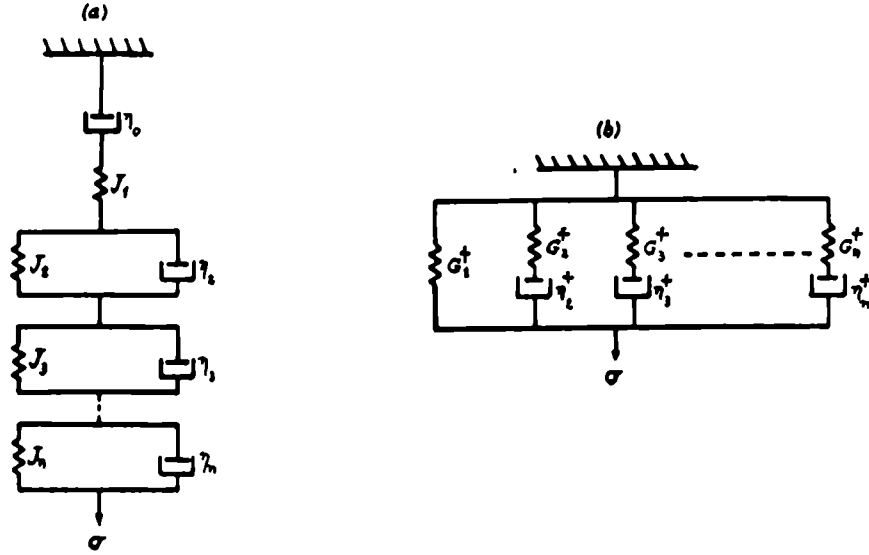 (a)
η₀
J₁
J₂ η₂
J₃ η₃
Jₙ ηₙ
σ
(b)
G₁⁺ G₂⁺ G₃⁺ Gₙ⁺
η₂⁺ η₃⁺ ηₙ⁺
σ